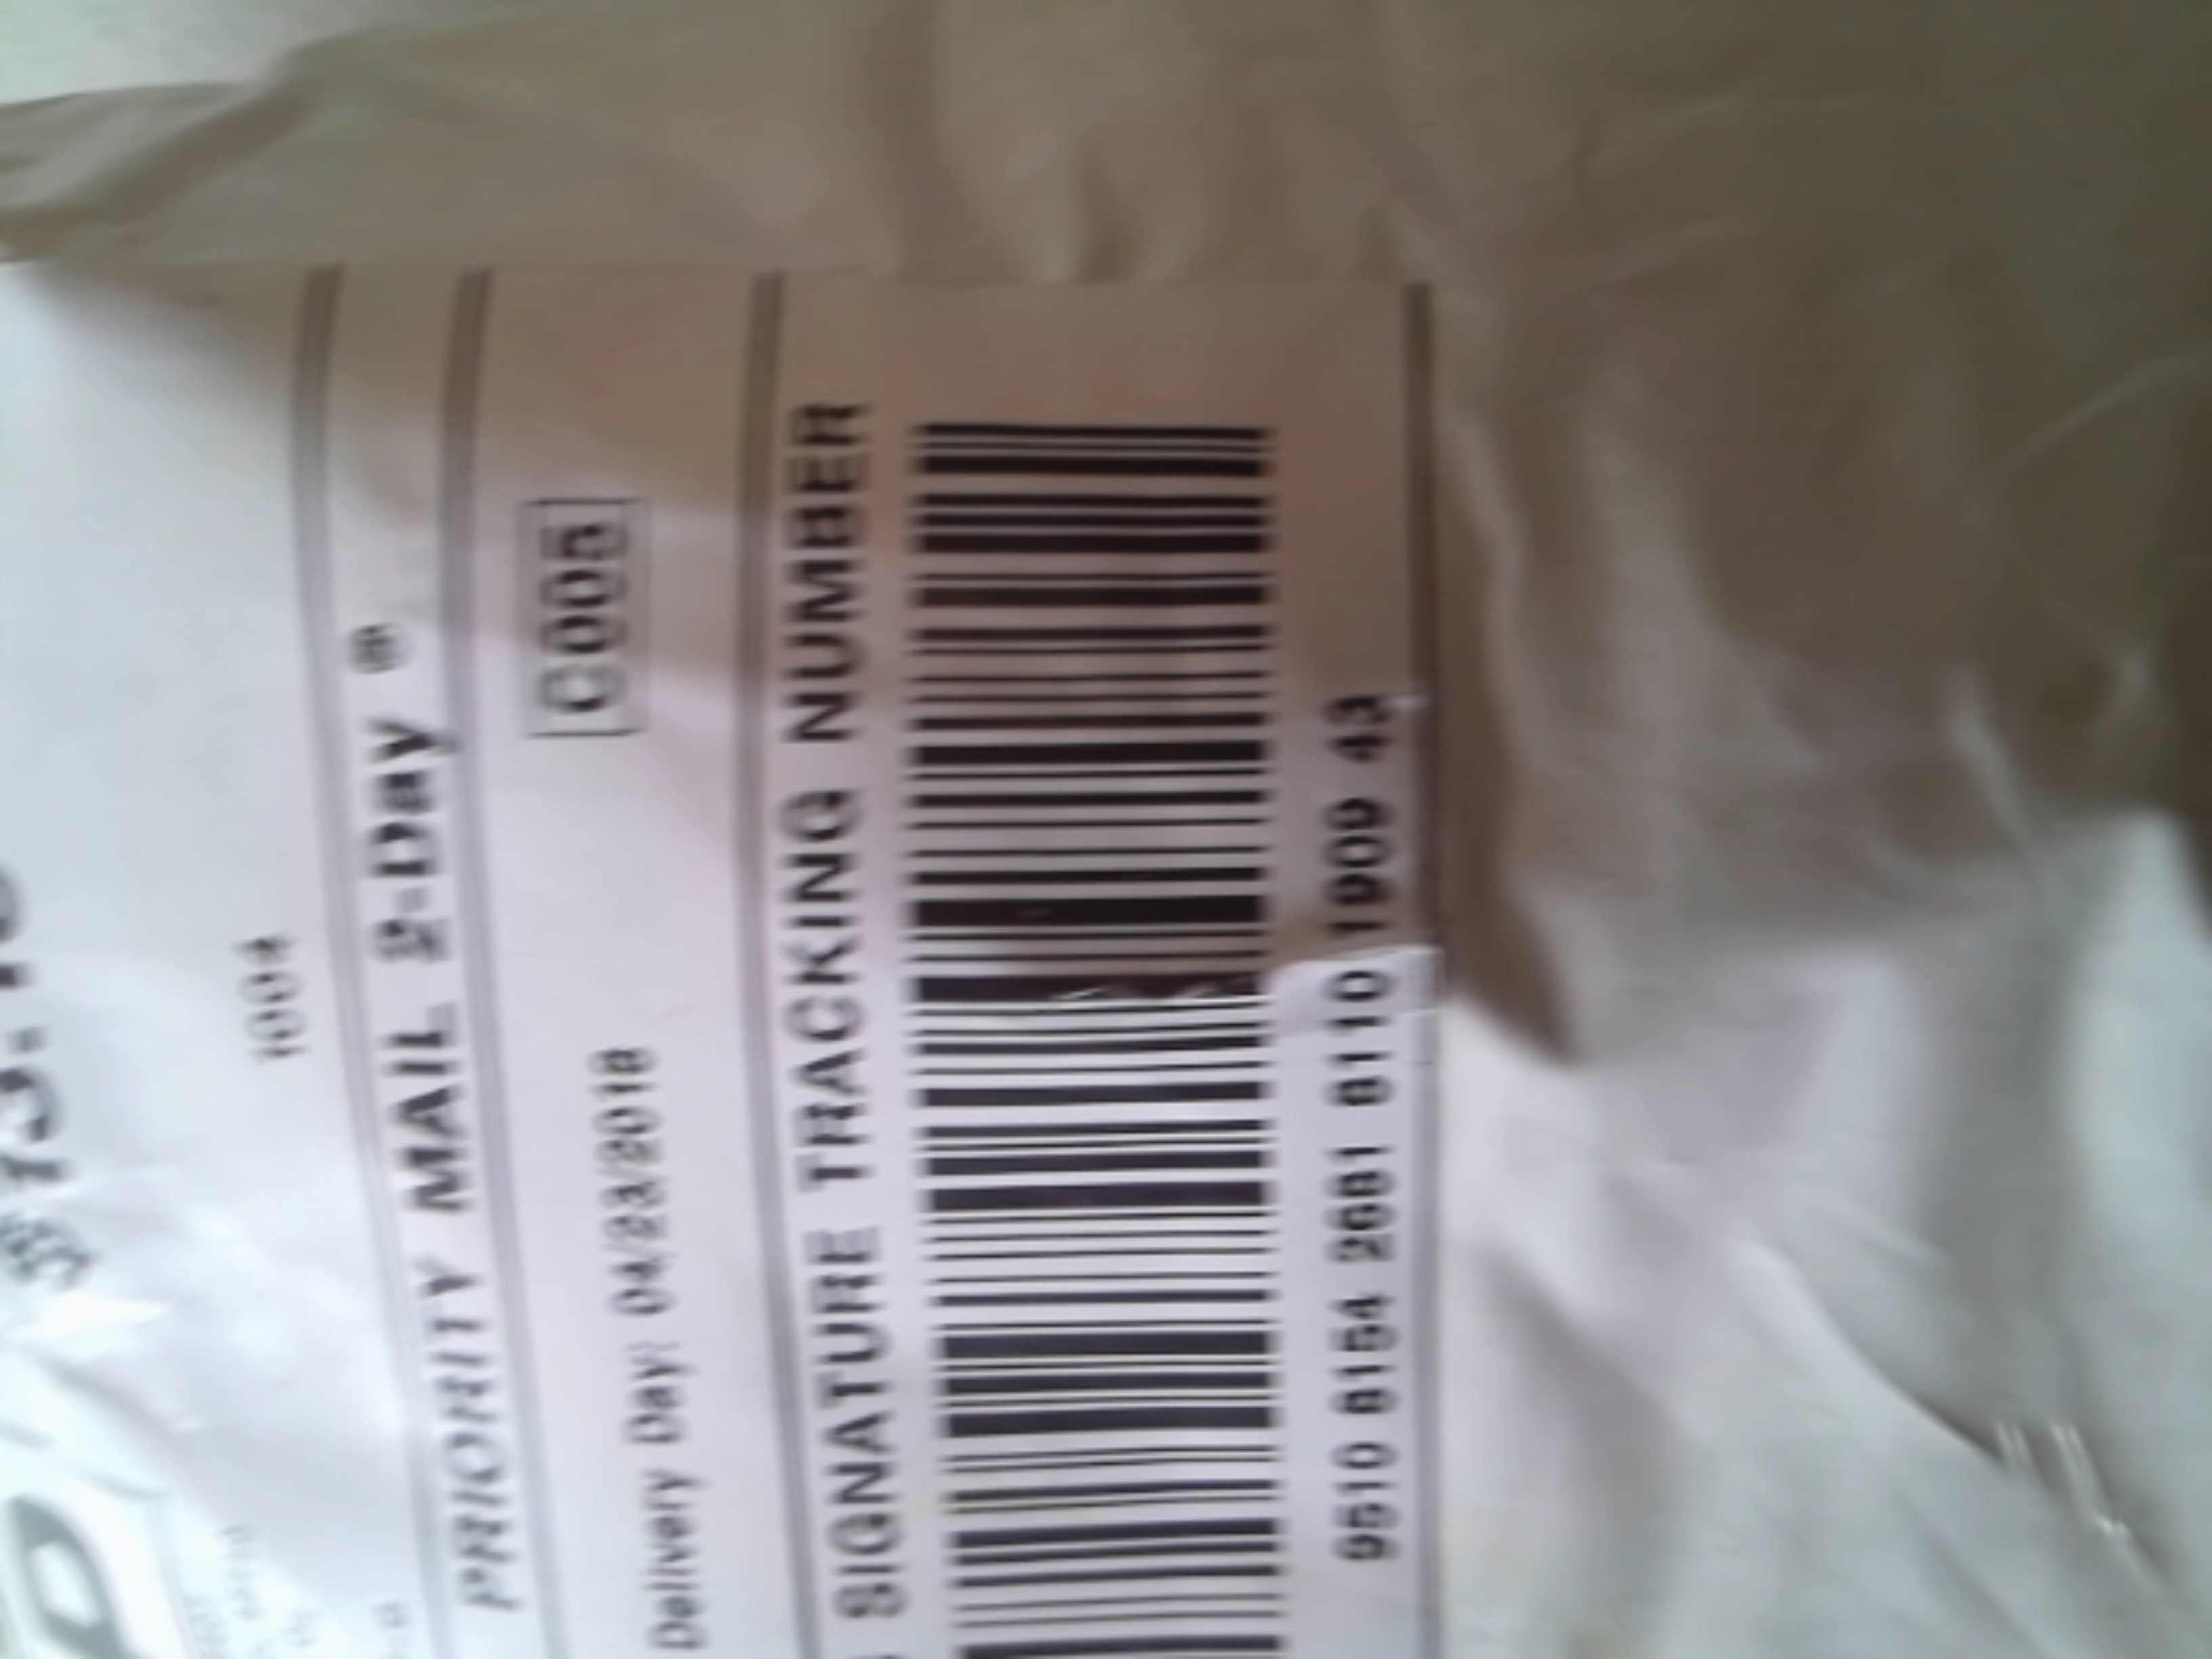 1004
PRIORITY MAIL 2-Day ®
Delivery Day: 04/23/2018
C005
SIGNATURE TRACKING NUMBER
9510 8154 2681 8110 1909 43